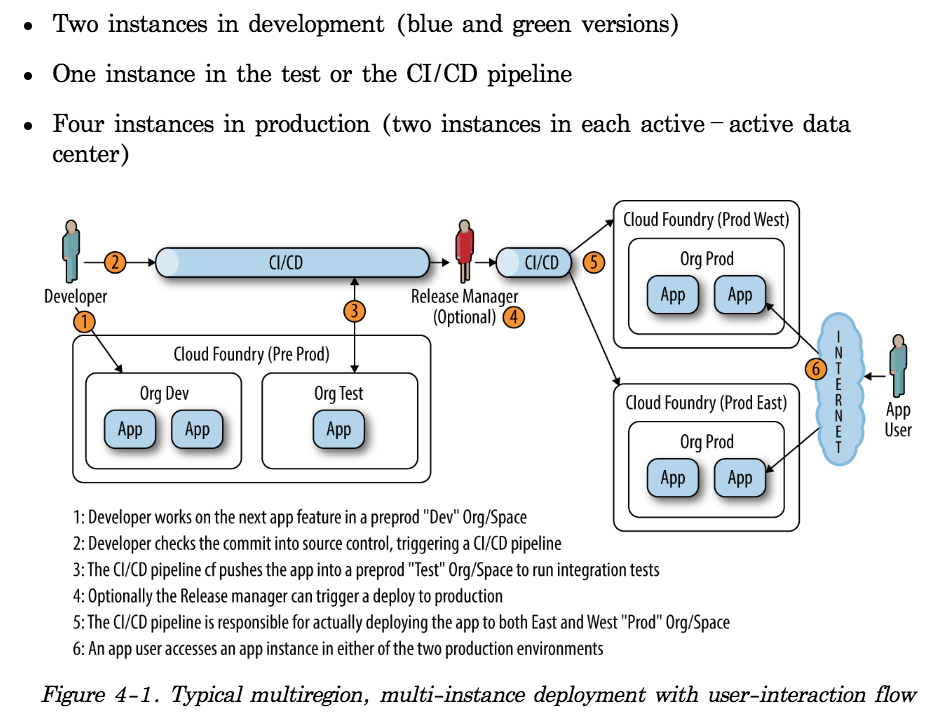 • Two instances in development (blue and green versions)
• One instance in the test or the CI/CD pipeline
• Four instances in production (two instances in each active–active data
center)
Developer
1
2
CI/CD
3
Release Manager
(Optional)
4
CI/CD
5
Cloud Foundry (Pre Prod)
Org Dev
App
App
Org Test
App
Cloud Foundry (Prod West)
Org Prod
App
App
Cloud Foundry (Prod East)
Org Prod
App
App
6
INTERNET
App
User
1: Developer works on the next app feature in a preprod "Dev" Org/Space
2: Developer checks the commit into source control, triggering a CI/CD pipeline
3: The CI/CD pipeline cf pushes the app into a preprod "Test" Org/Space to run integration tests
4: Optionally the Release manager can trigger a deploy to production
5: The CI/CD pipeline is responsible for actually deploying the app to both East and West "Prod" Org/Space
6: An app user accesses an app instance in either of the two production environments
Figure 4-1. Typical multiregion, multi-instance deployment with user-interaction flow